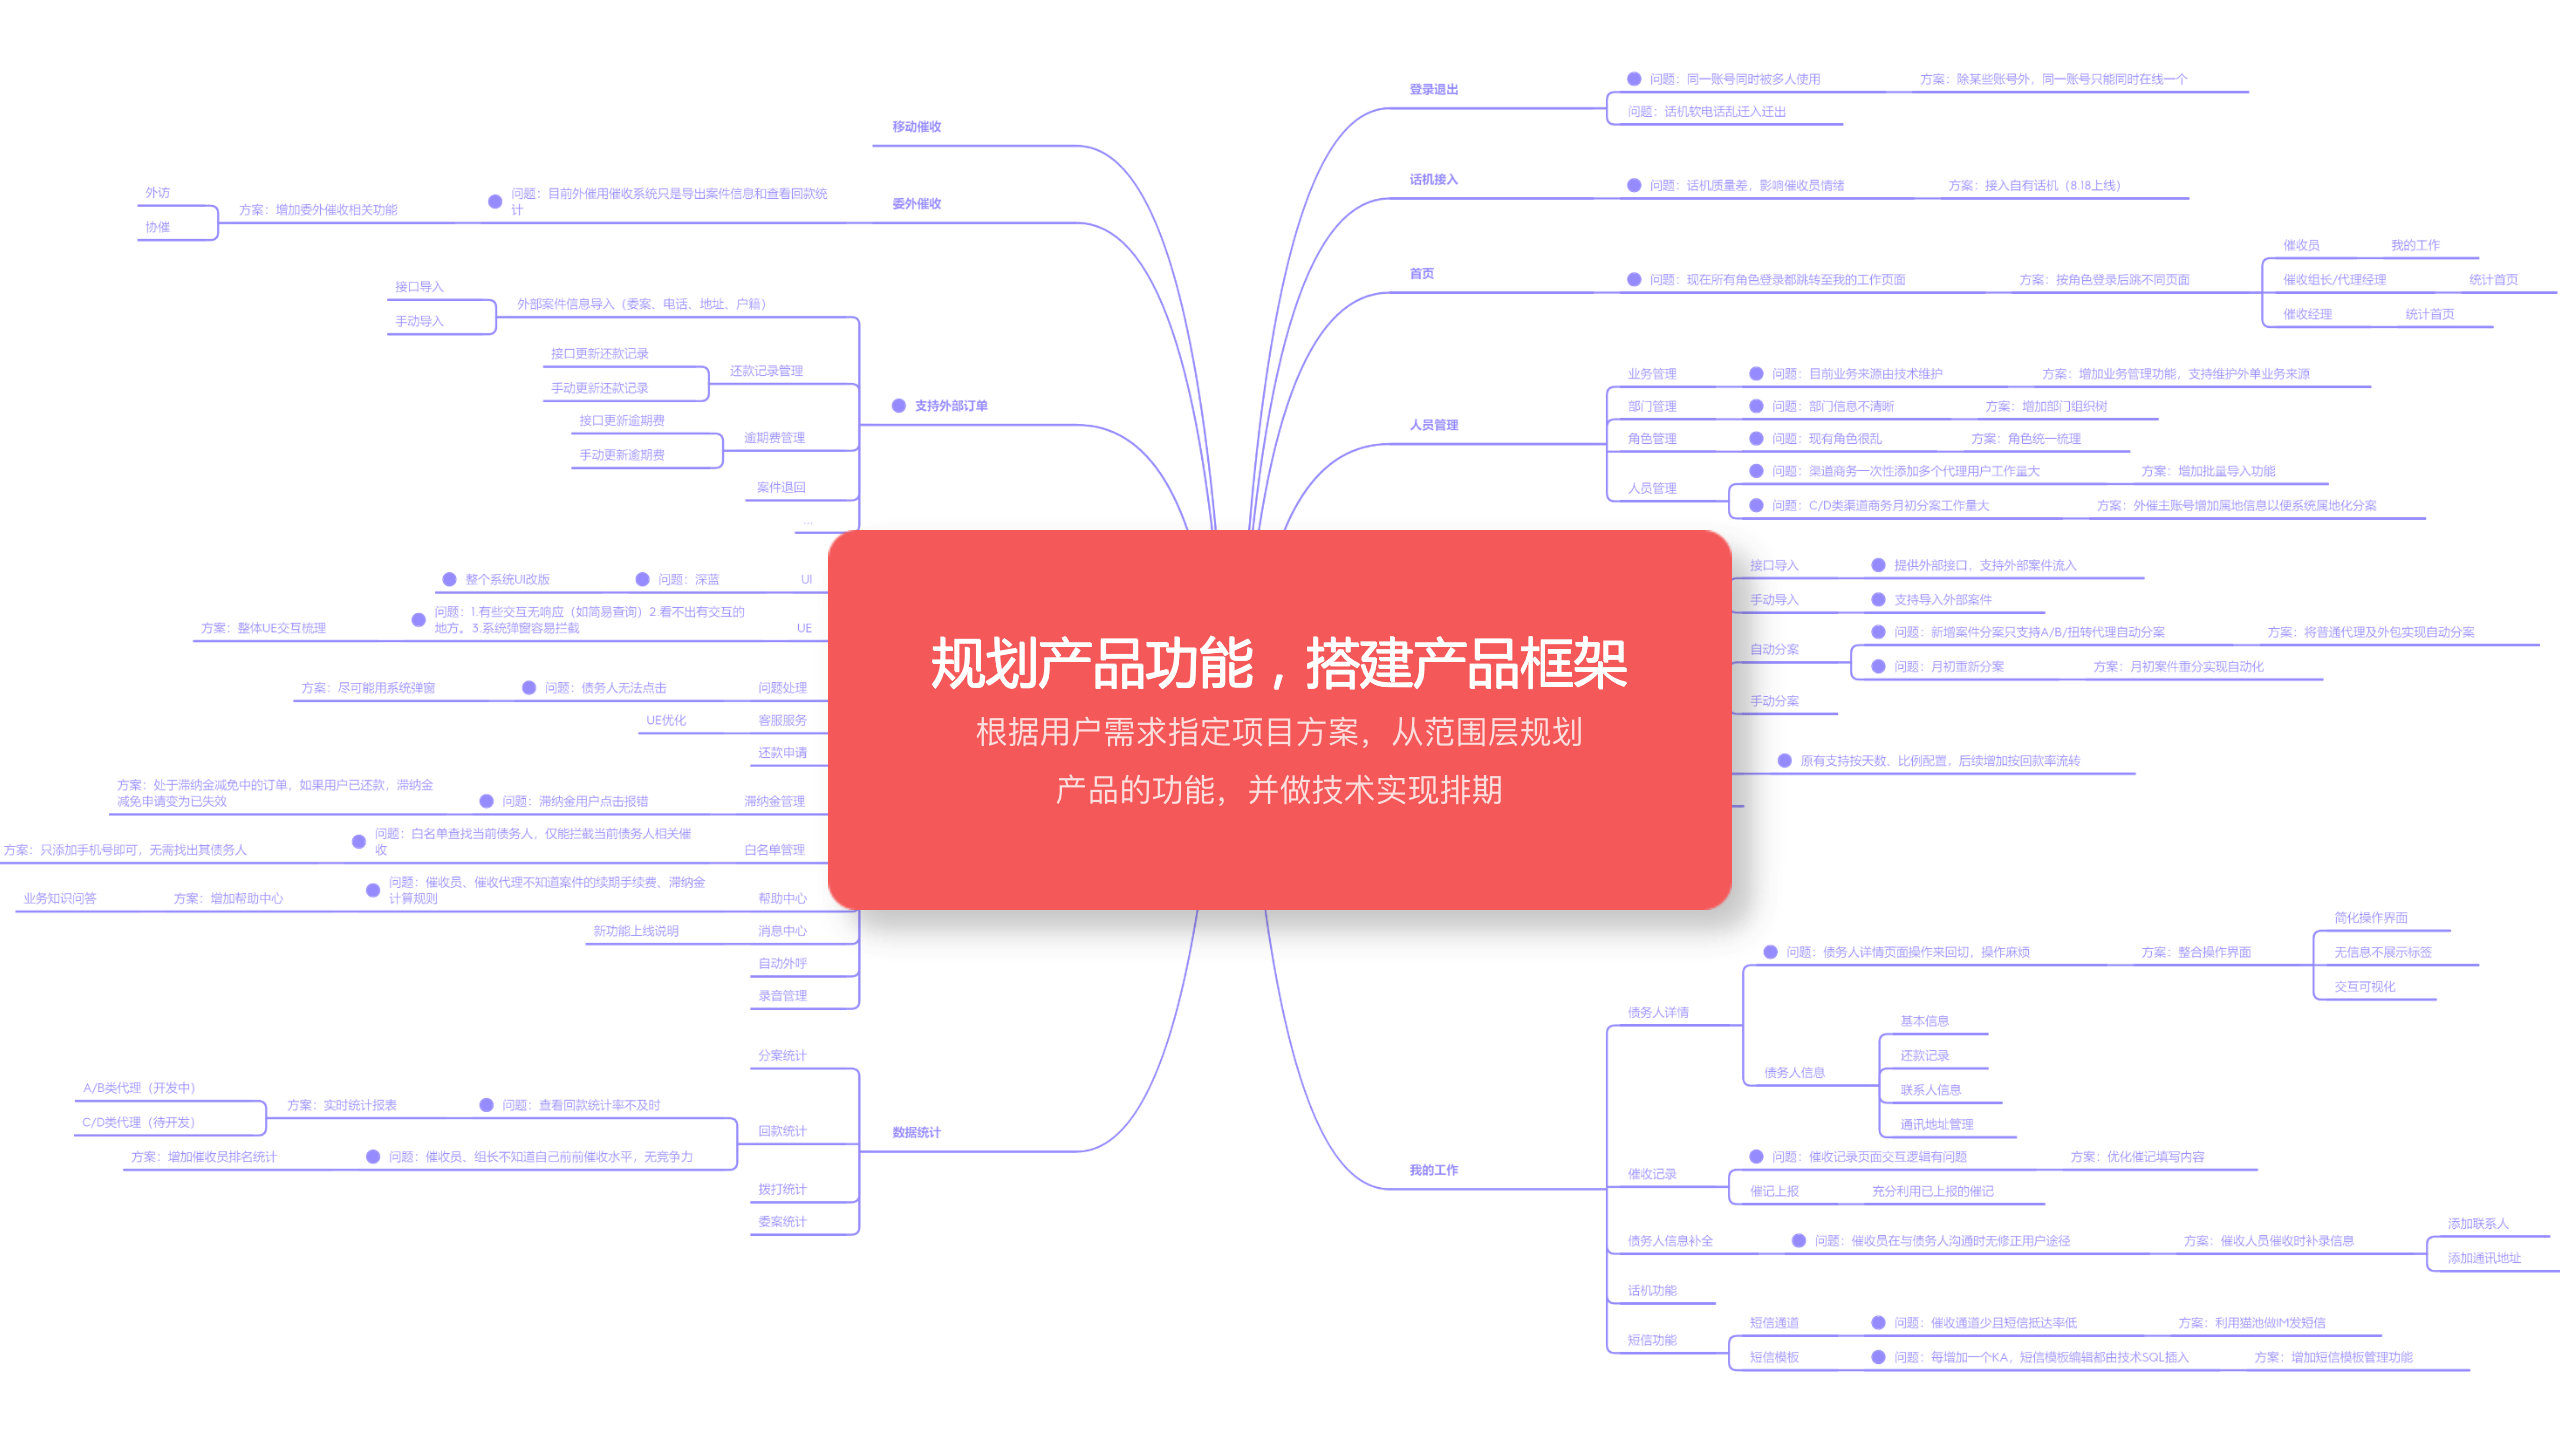 规划产品功能，搭建产品框架
根据用户需求指定项目方案，从范围层规划
产品的功能，并做技术实现排期
移动催收
委外催收
问题：目前外催用催收系统只是导出案件信息和查看回款统
计
方案：增加委外催收相关功能
外访
协催
支持外部订单
外部案件信息导入（委案、电话、地址、户籍）
接口导入
手动导入
还款记录管理
接口更新还款记录
手动更新还款记录
逾期费管理
接口更新逾期费
手动更新逾期费
案件退回
...
UI
问题：深蓝
整个系统UI改版
UE
问题：1.有些交互无响应（如简易查询）2.看不出有交互的
地方。3.系统弹窗容易拦截
方案：整体UE交互梳理
问题处理
问题：债务人无法点击
方案：尽可能用系统弹窗
客服服务
UE优化
还款申请
滞纳金管理
问题：滞纳金用户点击报错
方案：处于滞纳金减免中的订单，如果用户已还款，滞纳金
减免申请变为已失效
白名单管理
问题：白名单查找当前债务人，仅能拦截当前债务人相关催
收
方案：只添加手机号即可，无需找出其债务人
帮助中心
问题：催收员、催收代理不知道案件的续期手续费、滞纳金
计算规则
方案：增加帮助中心
业务知识问答
消息中心
新功能上线说明
自动外呼
录音管理
数据统计
分案统计
回款统计
问题：查看回款统计率不及时
方案：实时统计报表
A/B类代理（开发中）
C/D类代理（待开发）
问题：催收员、组长不知道自己前前催收水平，无竞争力
方案：增加催收员排名统计
拨打统计
委案统计
登录退出
问题：同一账号同时被多人使用
方案：除某些账号外，同一账号只能同时在线一个
问题：话机软电话乱迁入迁出
话机接入
问题：话机质量差，影响催收员情绪
方案：接入自有话机（8.18上线）
首页
问题：现在所有角色登录都跳转至我的工作页面
方案：按角色登录后跳不同页面
催收员
我的工作
催收组长/代理经理
统计首页
催收经理
统计首页
人员管理
业务管理
问题：目前业务来源由技术维护
方案：增加业务管理功能，支持维护外单业务来源
部门管理
问题：部门信息不清晰
方案：增加部门组织树
角色管理
问题：现有角色很乱
方案：角色统一梳理
人员管理
问题：渠道商务一次性添加多个代理用户工作量大
方案：增加批量导入功能
问题：C/D类渠道商务月初分案工作量大
方案：外催主账号增加属地信息以便系统属地化分案
接口导入
提供外部接口，支持外部案件流入
手动导入
支持导入外部案件
自动分案
问题：新增案件分案只支持A/B/扭转代理自动分案
方案：将普通代理及外包实现自动分案
问题：月初重新分案
方案：月初案件重分实现自动化
手动分案
原有支持按天数、比例配置，后续增加按回款率流转
我的工作
债务人详情
问题：债务人详情页面操作来回切，操作麻烦
方案：整合操作界面
简化操作界面
无信息不展示标签
交互可视化
债务人信息
基本信息
还款记录
联系人信息
通讯地址管理
催收记录
问题：催收记录页面交互逻辑有问题
方案：优化催记填写内容
催记上报
充分利用已上报的催记
债务人信息补全
问题：催收员在与债务人沟通时无修正用户途径
方案：催收人员催收时补录信息
添加联系人
添加通讯地址
话机功能
短信功能
短信通道
问题：催收通道少且短信抵达率低
方案：利用猫池做IM发短信
短信模板
问题：每增加一个KA，短信模板编辑都由技术SQL插入
方案：增加短信模板管理功能